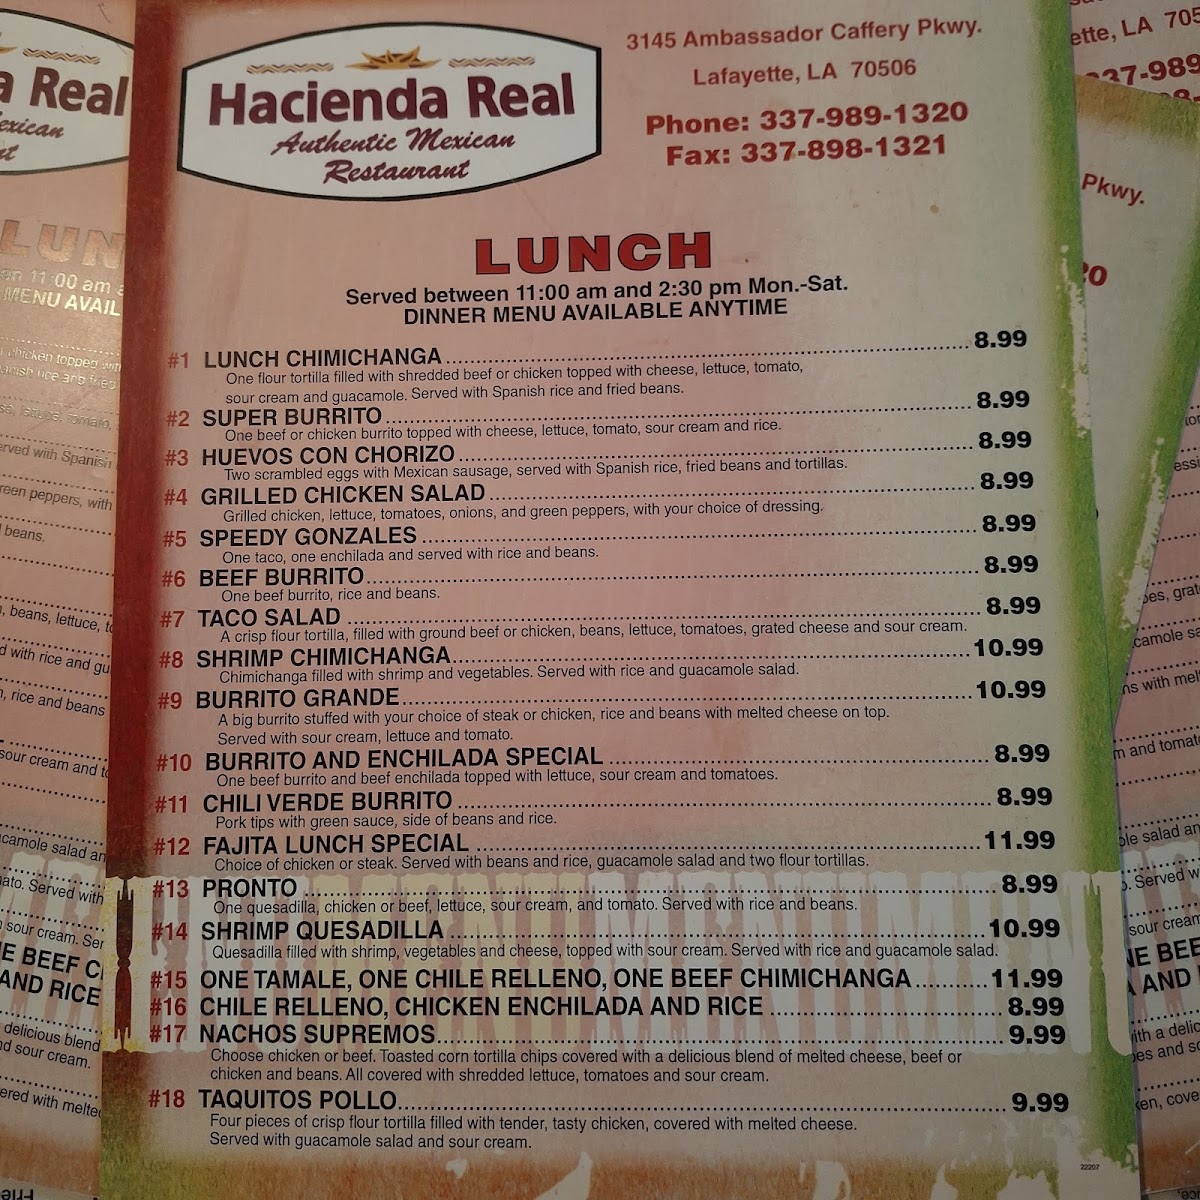 Hacienda Real
Authentic Mexican
Restaurant
3145 Ambassador Caffery Pkwy.
Lafayette, LA 70506
Phone: 337-989-1320
Fax: 337-898-1321
LUNCH
Served between 11:00 am and 2:30 pm Mon.-Sat.
DINNER MENU AVAILABLE ANYTIME
#1 LUNCH CHIMICHANGA 8.99
One flour tortilla filled with shredded beef or chicken topped with cheese, lettuce, tomato,
sour cream and guacamole. Served with Spanish rice and fried beans.
#2 SUPER BURRITO 8.99
One beef or chicken burrito topped with cheese, lettuce, tomato, sour cream and rice.
#3 HUEVOS CON CHORIZO 8.99
Two scrambled eggs with Mexican sausage, served with Spanish rice, fried beans and tortillas.
#4 GRILLED CHICKEN SALAD 8.99
Grilled chicken, lettuce, tomatoes, onions, and green peppers, with your choice of dressing.
#5 SPEEDY GONZALES 8.99
One taco, one enchilada and served with rice and beans.
#6 BEEF BURRITO 8.99
One beef burrito, rice and beans.
#7 TACO SALAD 8.99
A crisp flour tortilla, filled with ground beef or chicken, beans, lettuce, tomatoes, grated cheese and sour cream.
#8 SHRIMP CHIMICHANGA 10.99
Chimichanga filled with shrimp and vegetables. Served with rice and guacamole salad.
#9 BURRITO GRANDE 10.99
A big burrito stuffed with your choice of steak or chicken, rice and beans with melted cheese on top.
Served with sour cream, lettuce and tomato.
#10 BURRITO AND ENCHILADA SPECIAL 8.99
One beef burrito and beef enchilada topped with lettuce, sour cream and tomatoes.
#11 CHILI VERDE BURRITO 8.99
Pork tips with green sauce, side of beans and rice.
#12 FAJITA LUNCH SPECIAL 11.99
Choice of chicken or steak. Served with beans and rice, guacamole salad and two flour tortillas.
#13 PRONTO 8.99
One quesadilla, chicken or beef, lettuce, sour cream, and tomato. Served with rice and beans.
#14 SHRIMP QUESADILLA 10.99
Quesadilla filled with shrimp, vegetables and cheese, topped with sour cream. Served with rice and guacamole salad.
#15 ONE TAMALE, ONE CHILE RELLENO, ONE BEEF CHIMICHANGA 11.99
#16 CHILE RELLENO, CHICKEN ENCHILADA AND RICE 8.99
#17 NACHOS SUPREMOS 9.99
Choose chicken or beef. Toasted corn tortilla chips covered with a delicious blend of melted cheese, beef or
chicken and beans. All covered with shredded lettuce, tomatoes and sour cream.
#18 TAQUITOS POLLO 9.99
Four pieces of crisp flour tortilla filled with tender, tasty chicken, covered with melted cheese.
Served with guacamole salad and sour cream.
22207